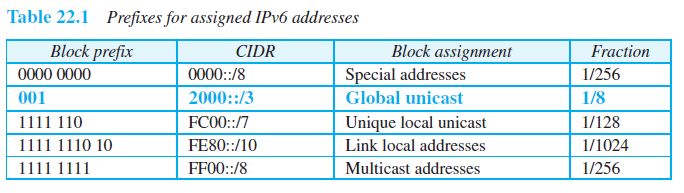 Table 22.1 Prefixes for assigned IPv6 addresses
Block prefix CIDR Block assignment Fraction
0000 0000 0000::/8 Special addresses 1/256
001 2000::/3 Global unicast 1/8
1111 110 FC00::/7 Unique local unicast 1/128
1111 1110 10 FE80::/10 Link local addresses 1/1024
1111 1111 FF00::/8 Multicast addresses 1/256